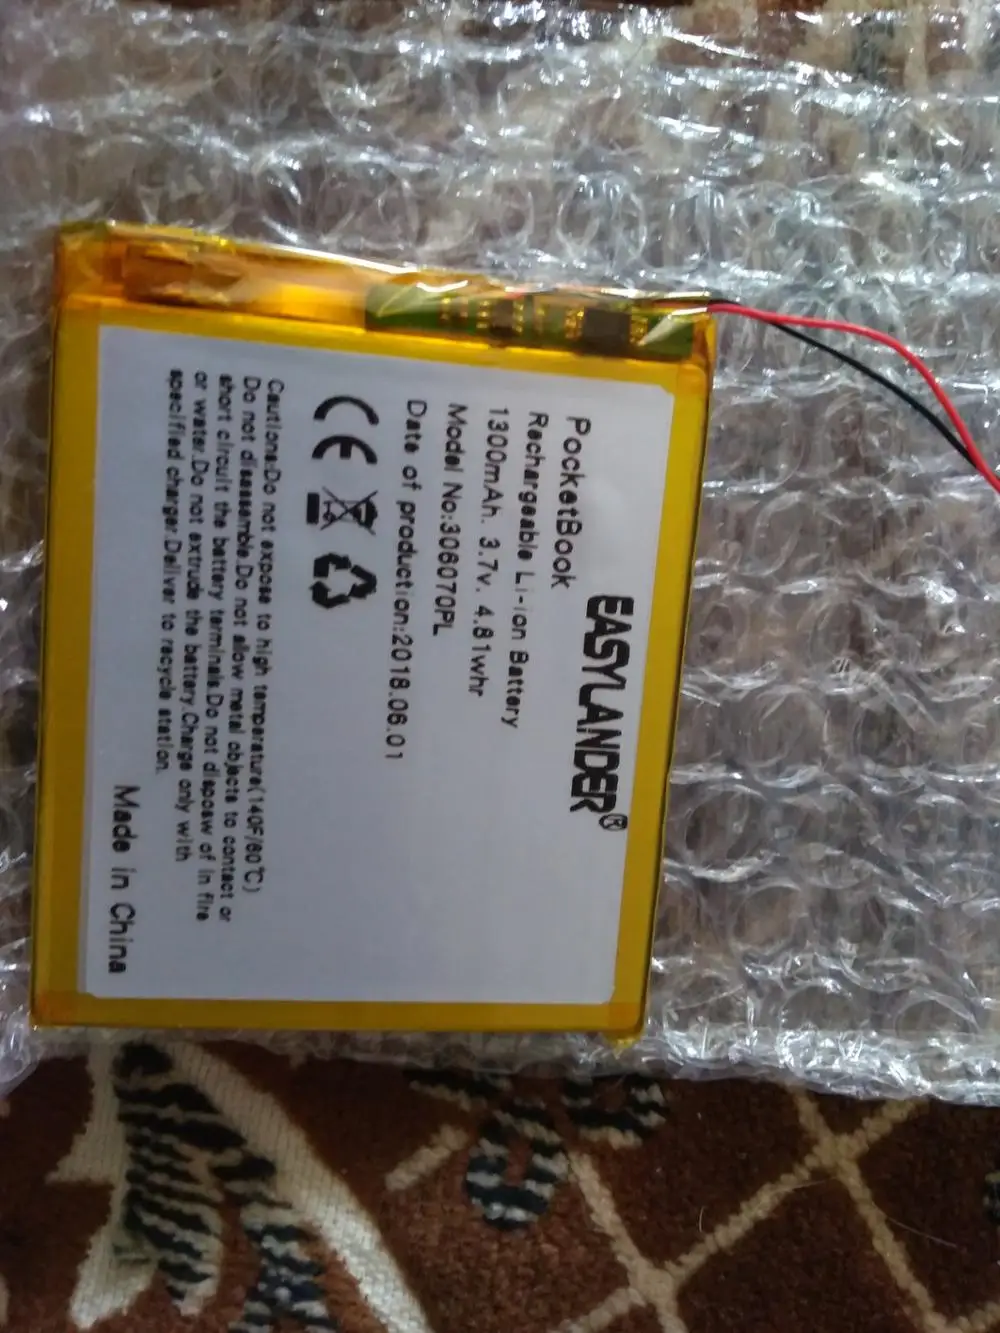 EASYLANDER®
PocketBook
Rechargeable Li-ion Battery
1300mAh. 3.7v. 4.81whr
Model No:306070PL
Date of production:2018.06.01
CE
Cautions:Do not expose to high temperature(140F/60℃)
Do not disassemble.Do not allow metal objects to contact or
short circuit the battery terminals.Do not disposw of in fire
or water.Do not extrude the battery.Charge only with
specified charger.Deliver to recycle station.
Made in China